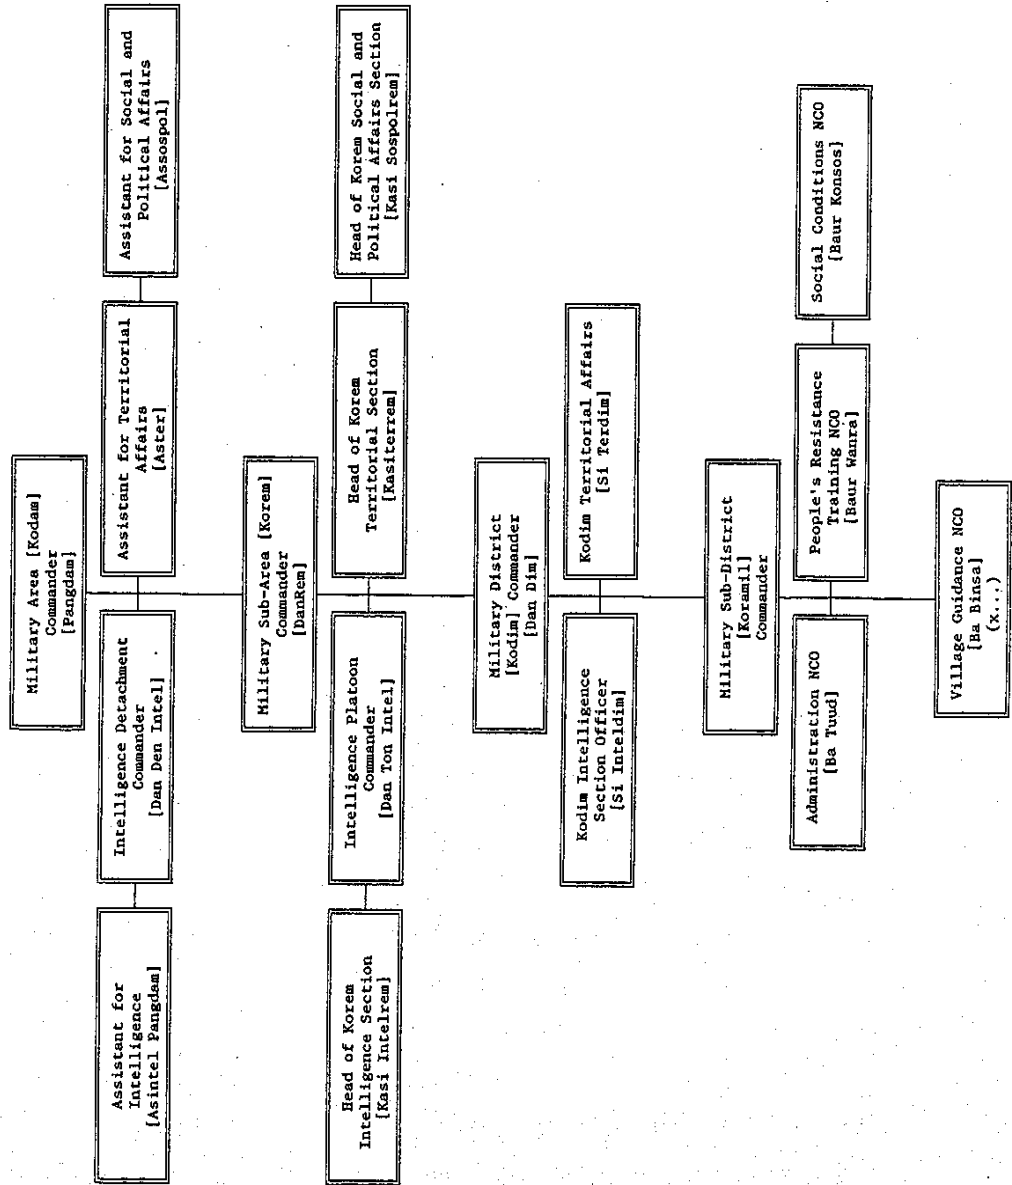 Military Area [Kodam]
Commander
[Pangdam]
Assistant for
Intelligence
[Asintel Pangdam]
Intelligence Detachment
Commander
[Dan Den Intel]
Assistant for Territorial
Affairs
[Aster]
Assistant for Social and
Political Affairs
[Assospol]
Military Sub-Area [Korem]
Commander
[DanRem]
Head of Korem
Intelligence Section
[Kasi Intelrem]
Intelligence Platoon
Commander
[Dan Ton Intel]
Head of Korem
Territorial Section
[Kasiterrem]
Head of Korem Social and
Political Affairs Section
[Kasi Sospolrem]
Military District
[Kodim] Commander
[Dan Dim]
Kodim Intelligence
Section Officer
[Si Inteldim]
Kodim Territorial Affairs
[Si Terdim]
Military Sub-District
[Koramil]
Commander
Administration NCO
[Ba Tuud]
People's Resistance
Training NCO
[Baur Wanra]
Social Conditions NCO
[Baur Konsos]
Village Guidance NCO
[Ba Binsa]
(x...)